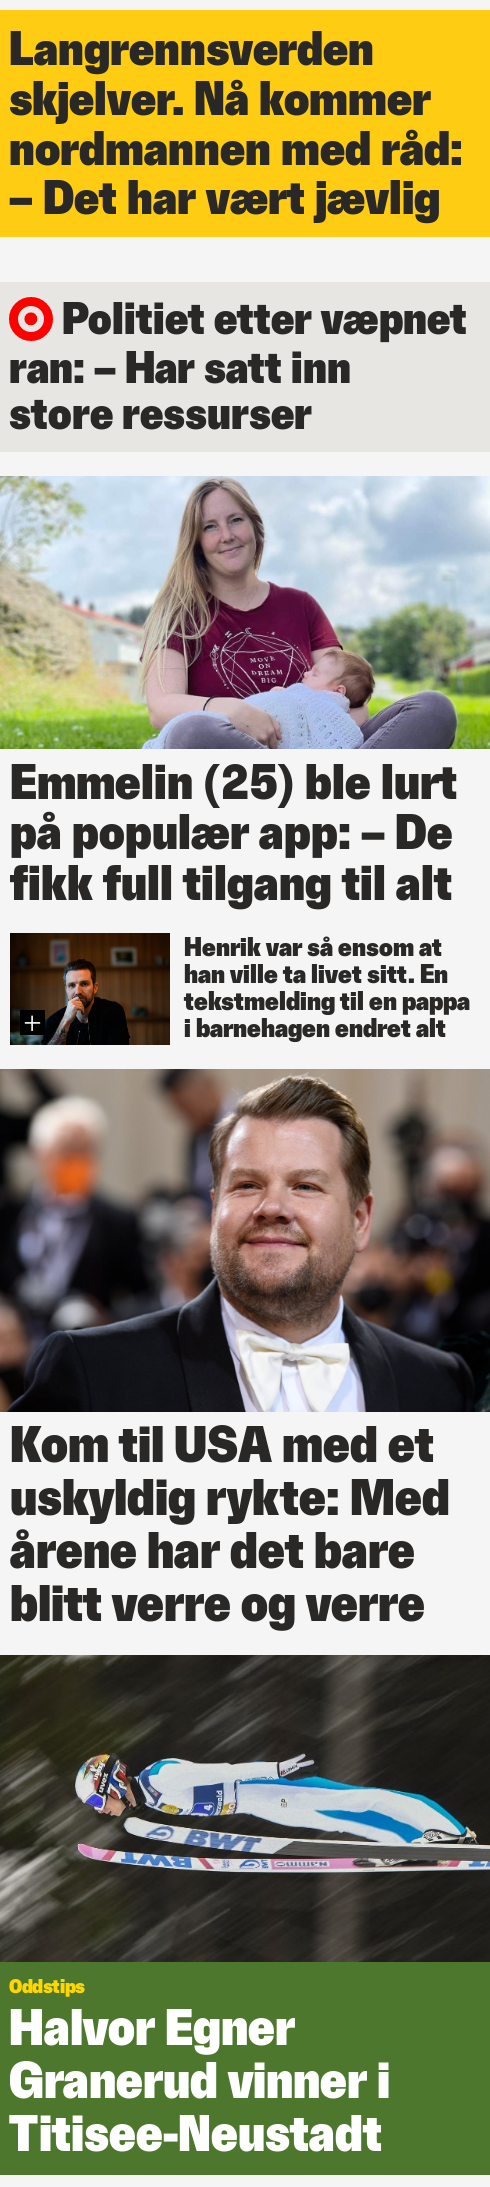 Langrennsverden
skjelver. Nå kommer
nordmannen med råd:
– Det har vært jævlig
Politiet etter væpnet
ran: – Har satt inn
store ressurser
MOVE
ON
DREAM
BIG
Emmelin (25) ble lurt
på populær app: – De
fikk full tilgang til alt
Henrik var så ensom at
han ville ta livet sitt. En
tekstmelding til en pappa
i barnehagen endret alt
Kom til USA med et
uskyldig rykte: Med
årene har det bare
blitt verre og verre
uvex
4
BWT
BWT
Oddstips
Halvor Egner
Granerud vinner i
Titisee-Neustadt